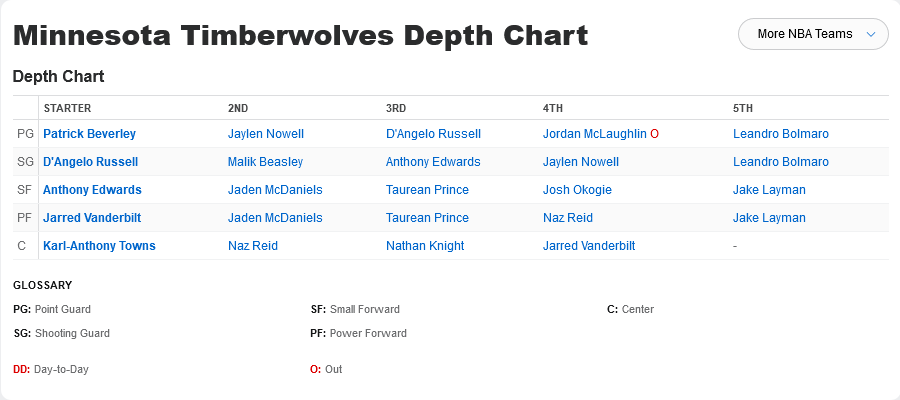 Minnesota Timberwolves Depth Chart
More NBA Teams
Depth Chart
STARTER 2ND 3RD 4TH 5TH
PG Patrick Beverley Jaylen Nowell D'Angelo Russell Jordan McLaughlin O Leandro Bolmaro
SG D'Angelo Russell Malik Beasley Anthony Edwards Jaylen Nowell Leandro Bolmaro
SF Anthony Edwards Jaden McDaniels Taurean Prince Josh Okogie Jake Layman
PF Jarred Vanderbilt Jaden McDaniels Taurean Prince Naz Reid Jake Layman
C Karl-Anthony Towns Naz Reid Nathan Knight Jarred Vanderbilt -
GLOSSARY
PG: Point Guard SF: Small Forward C: Center
SG: Shooting Guard PF: Power Forward
DD: Day-to-Day O: Out